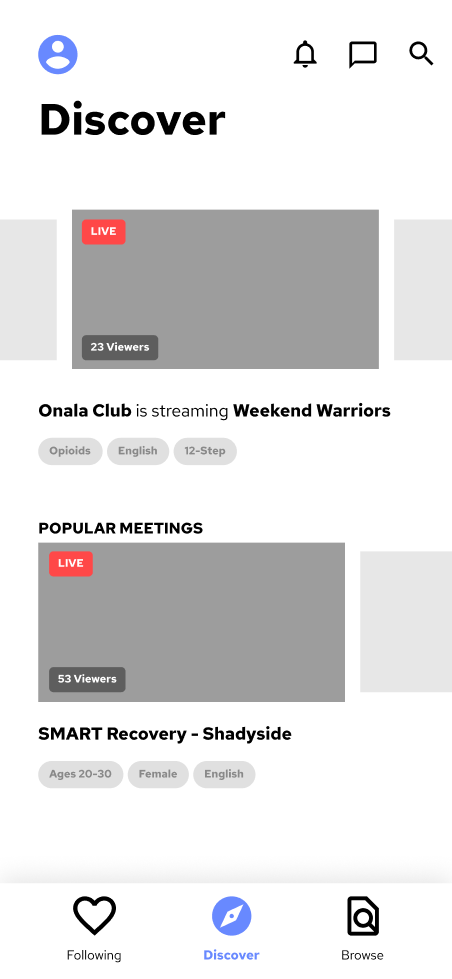 Discover
LIVE
23 Viewers
Onala Club is streaming Weekend Warriors
Opioids English 12-Step
POPULAR MEETINGS
LIVE
53 Viewers
SMART Recovery - Shadyside
Ages 20-30 Female English
Following Discover Browse